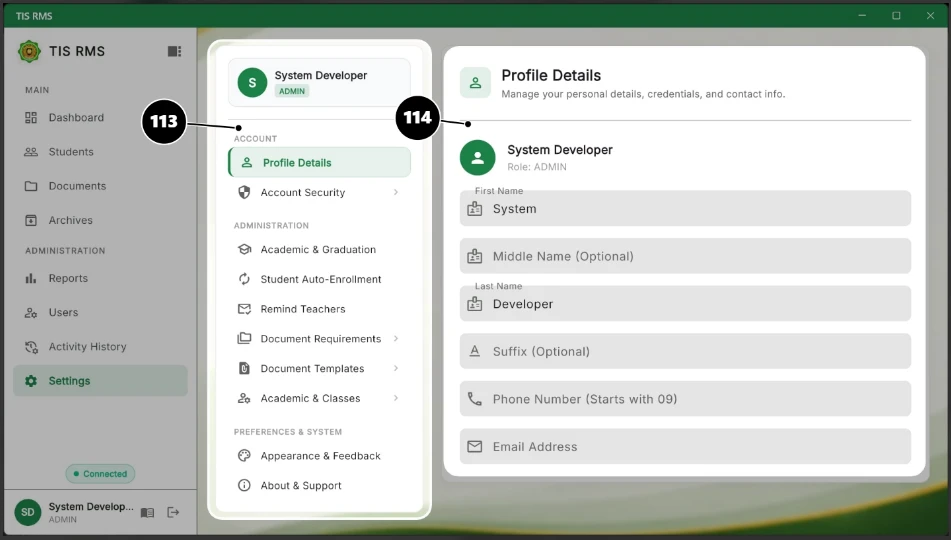 TIS RMS
TIS RMS
MAIN
Dashboard
Students
Documents
Archives
ADMINISTRATION
Reports
Users
Activity History
Settings
Connected
SD
System Develop...
ADMIN
113
S
System Developer
ADMIN
ACCOUNT
Profile Details
Account Security
ADMINISTRATION
Academic & Graduation
Student Auto-Enrollment
Remind Teachers
Document Requirements
Document Templates
Academic & Classes
PREFERENCES & SYSTEM
Appearance & Feedback
About & Support
114
Profile Details
Manage your personal details, credentials, and contact info.
System Developer
Role: ADMIN
First Name
System
Middle Name (Optional)
Last Name
Developer
Suffix (Optional)
Phone Number (Starts with 09)
Email Address